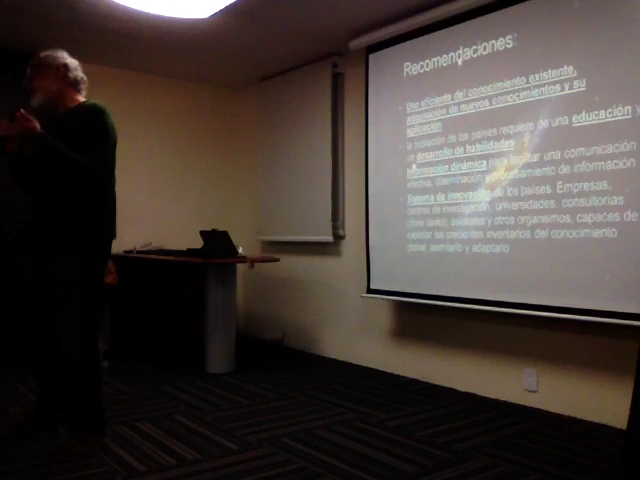 Recomendaciones:
Uso eficiente del conocimiento existente,
adquisición de nuevos conocimientos y su
aplicación
la población de los países requiere de una educación y
de desarrollo de habilidades
Información dinámica para facilitar una comunicación
efectiva, diseminación y procesamiento de información
Sistema de innovación de los países. Empresas,
centros de investigación, universidades, consultorías
(think tanks), asesores y otros organismos, capaces de
explotar los crecientes inventarios del conocimiento
global, asimilarlo y adaptarlo.